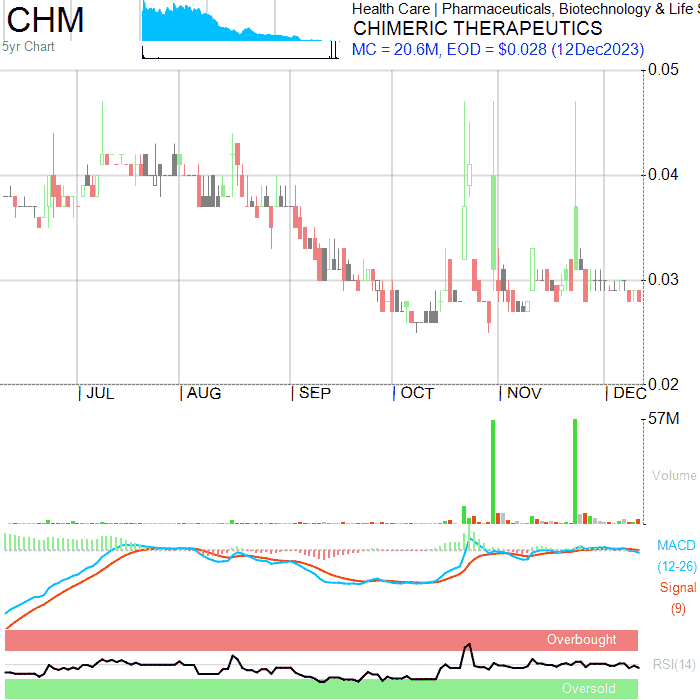 CHM
5yr Chart
Health Care | Pharmaceuticals, Biotechnology & Life S
CHIMERIC THERAPEUTICS
MC = 20.6M, EOD = $0.028 (12Dec2023)
0.05
0.04
0.03
0.02
| JUL | AUG | SEP | OCT | NOV | DEC
57M
Volume
MACD
(12-26)
Signal
(9)
Overbought
RSI(14)
Oversold